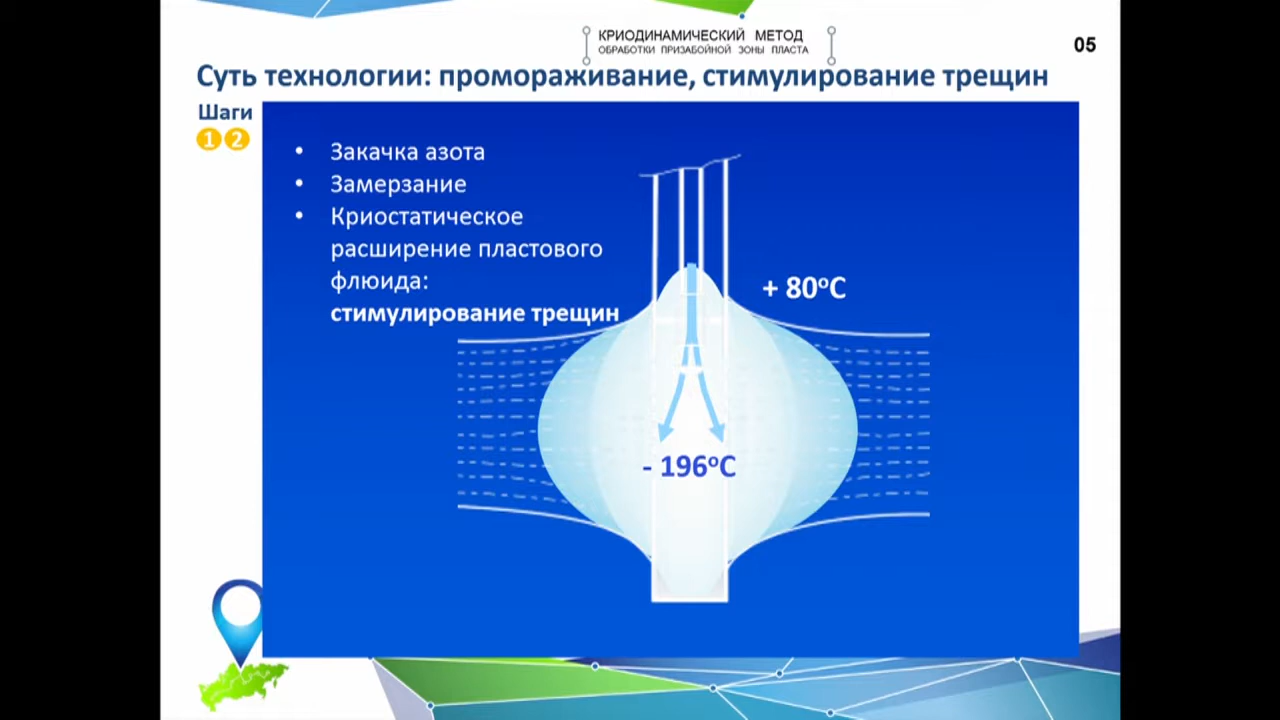 КРИОДИНАМИЧЕСКИЙ МЕТОД
ОБРАБОТКИ ПРИЗАБОЙНОЙ ЗОНЫ ПЛАСТА
05
Суть технологии: промораживание, стимулирование трещин
Шаги
1 2
• Закачка азота
• Замерзание
• Криостатическое
расширение пластового
флюида:
стимулирование трещин
+ 80ºC
- 196ºC